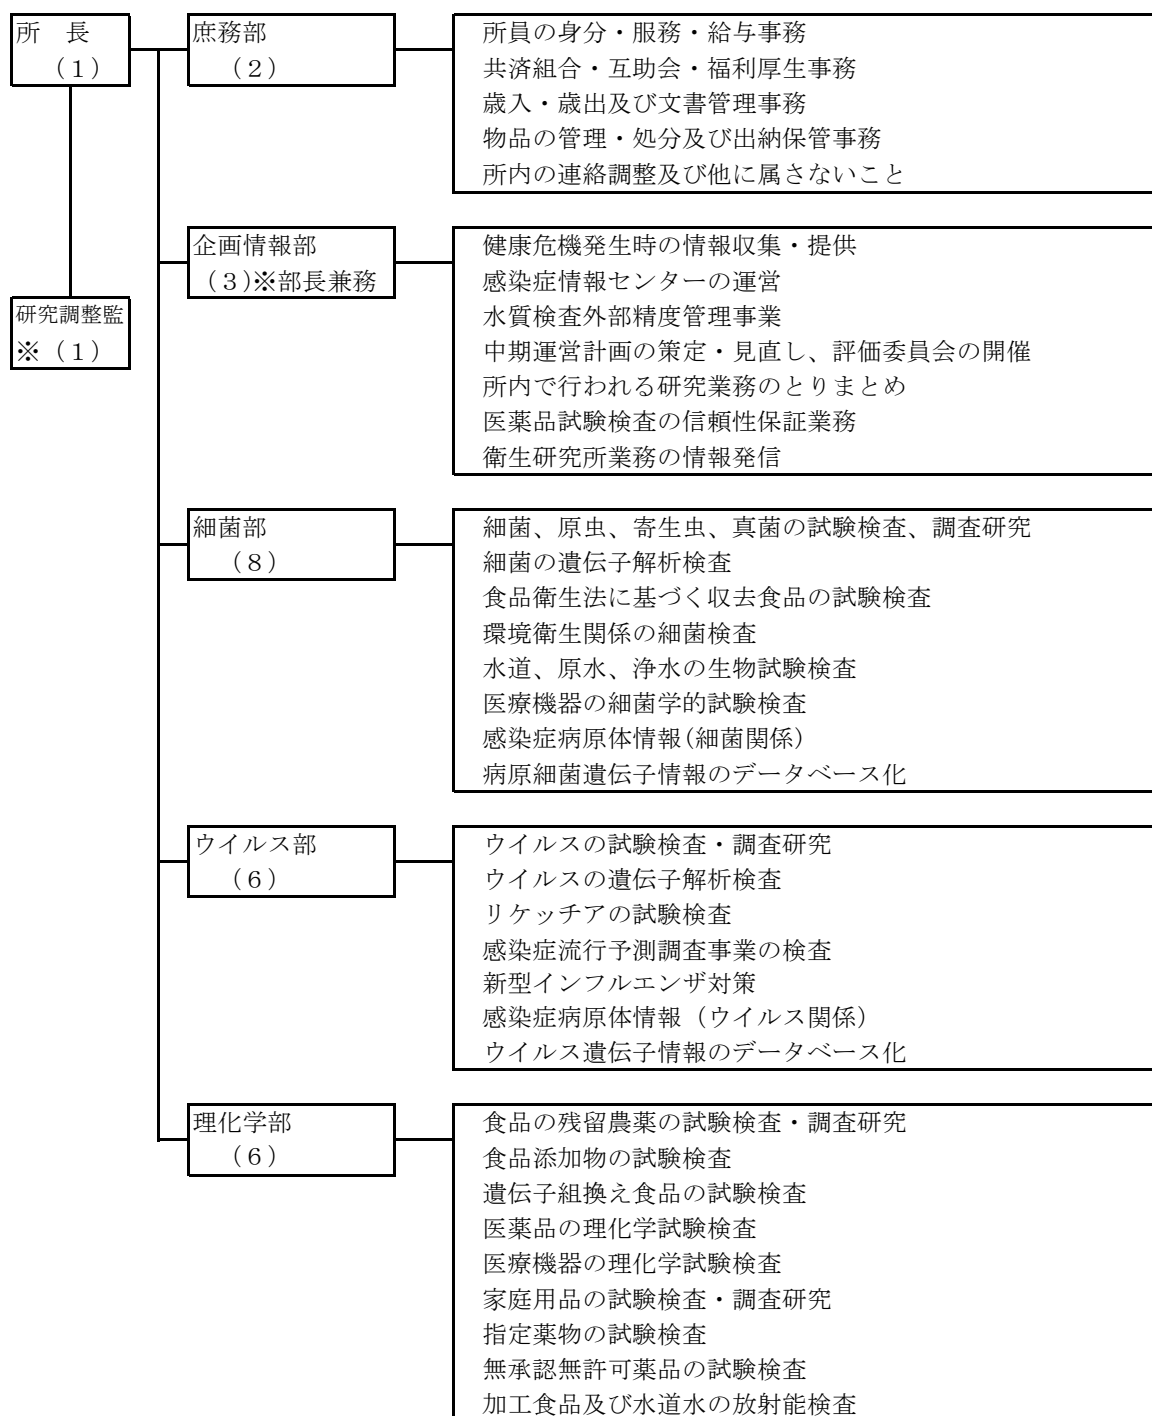 所　長
（1）
研究調整監
※（1）
庶務部
（2）
所員の身分・服務・給与事務
共済組合・互助会・福利厚生事務
歳入・歳出及び文書管理事務
物品の管理・処分及び出納保管事務
所内の連絡調整及び他に属さないこと
企画情報部
（3）※部長兼務
健康危機発生時の情報収集・提供
感染症情報センターの運営
水質検査外部精度管理事業
中期運営計画の策定・見直し、評価委員会の開催
所内で行われる研究業務のとりまとめ
医薬品試験検査の信頼性保証業務
衛生研究所業務の情報発信
細菌部
（8）
細菌、原虫、寄生虫、真菌の試験検査、調査研究
細菌の遺伝子解析検査
食品衛生法に基づく収去食品の試験検査
環境衛生関係の細菌検査
水道、原水、浄水の生物試験検査
医療機器の細菌学的試験検査
感染症病原体情報(細菌関係)
病原細菌遺伝子情報のデータベース化
ウイルス部
（6）
ウイルスの試験検査・調査研究
ウイルスの遺伝子解析検査
リケッチアの試験検査
感染症流行予測調査事業の検査
新型インフルエンザ対策
感染症病原体情報（ウイルス関係）
ウイルス遺伝子情報のデータベース化
理化学部
（6）
食品の残留農薬の試験検査・調査研究
食品添加物の試験検査
遺伝子組換え食品の試験検査
医薬品の理化学試験検査
医療機器の理化学試験検査
家庭用品の試験検査・調査研究
指定薬物の試験検査
無承認無許可薬品の試験検査
加工食品及び水道水の放射能検査